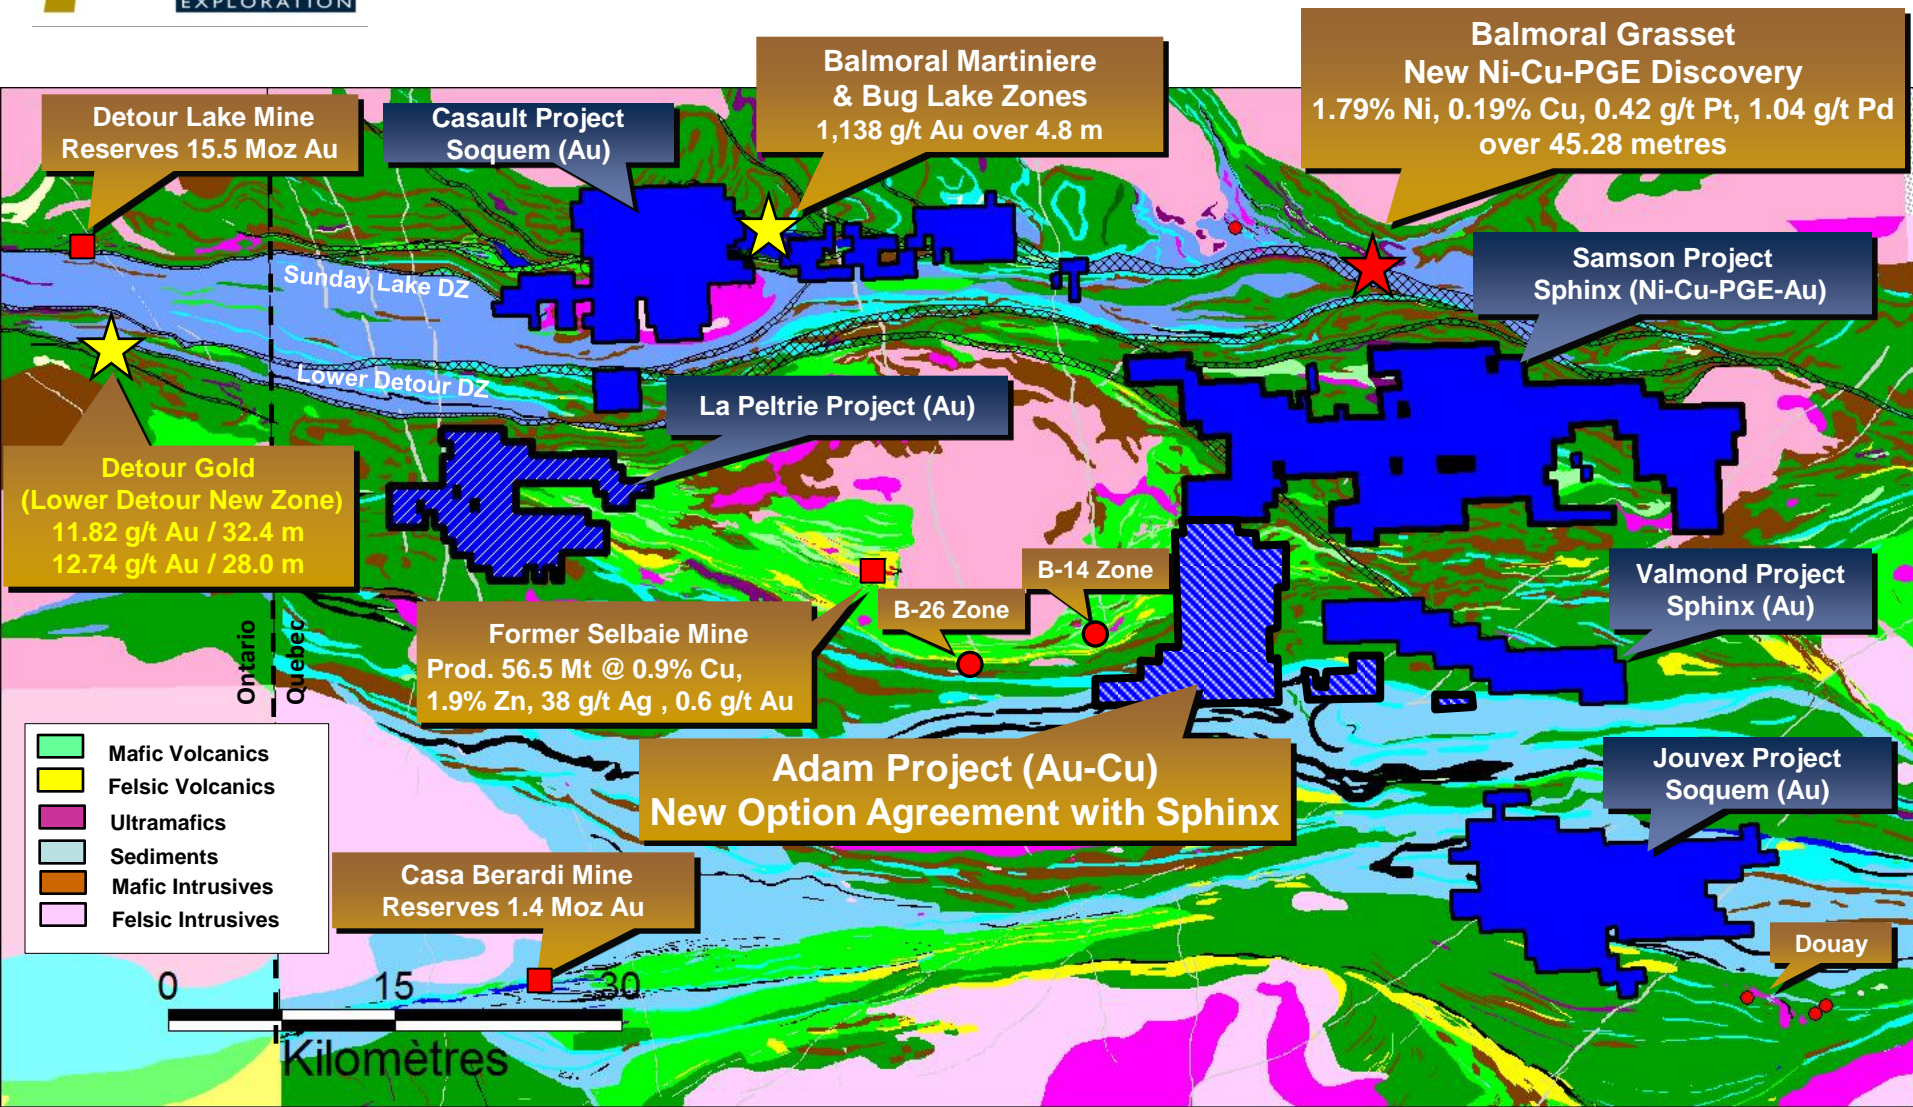 EXPLORATION
Balmoral Grasset
New Ni-Cu-PGE Discovery
1.79% Ni, 0.19% Cu, 0.42 g/t Pt, 1.04 g/t Pd
over 45.28 metres
Balmoral Martiniere
& Bug Lake Zones
1,138 g/t Au over 4.8 m
Detour Lake Mine
Reserves 15.5 Moz Au
Casault Project
Soquem (Au)
Samson Project
Sphinx (Ni-Cu-PGE-Au)
Sunday Lake DZ
Lower Detour DZ
La Peltrie Project (Au)
Detour Gold
(Lower Detour New Zone)
11.82 g/t Au / 32.4 m
12.74 g/t Au / 28.0 m
B-14 Zone
B-26 Zone
Valmond Project
Sphinx (Au)
Ontario
Quebec
Former Selbaie Mine
Prod. 56.5 Mt @ 0.9% Cu,
1.9% Zn, 38 g/t Ag , 0.6 g/t Au
Adam Project (Au-Cu)
New Option Agreement with Sphinx
Jouvex Project
Soquem (Au)
Mafic Volcanics
Felsic Volcanics
Ultramafics
Sediments
Mafic Intrusives
Felsic Intrusives
Casa Berardi Mine
Reserves 1.4 Moz Au
Douay
0 15 30
Kilomètres